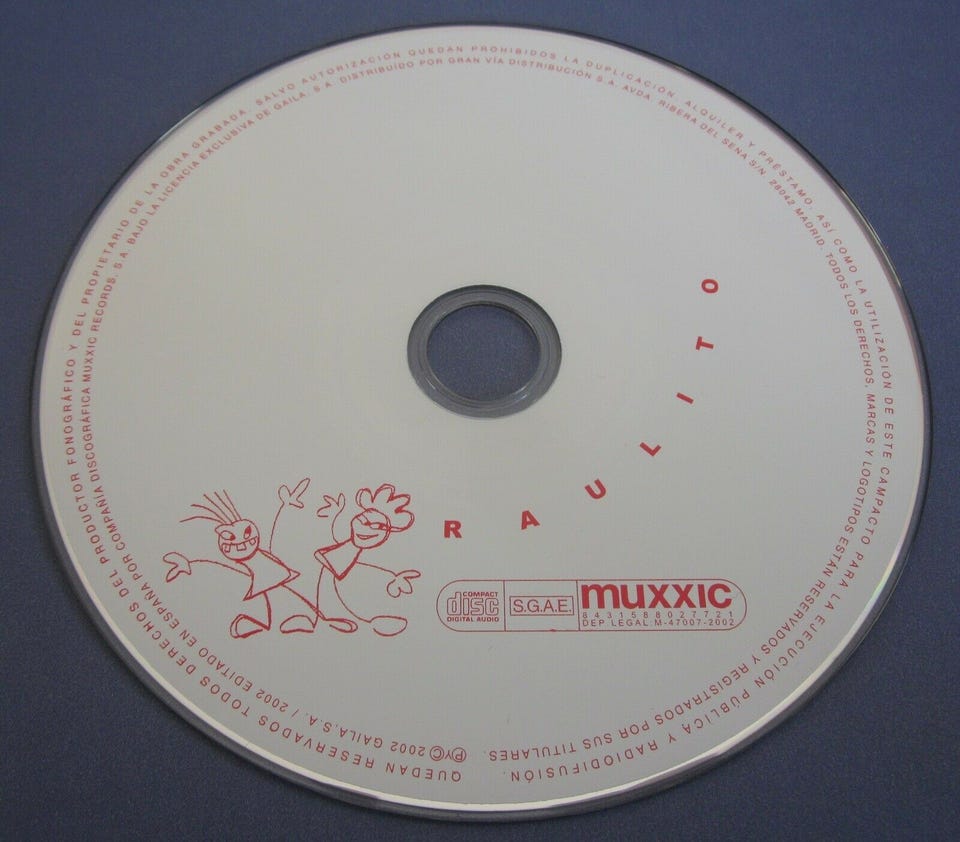 QUEDAN RESERVADOS TODOS DERECHOS DEL PRODUCTOR FONOGRÁFICO Y DEL PROPIETARIO DE LA OBRA GRABADA. SALVO AUTORIZACIÓN QUEDAN PROHIBIDOS LA DUPLICACIÓN, ALQUILER Y PRÉSTAMO, ASÍ COMO LA UTILIZACIÓN DE ESTE CAMPACTO PARA LA EJECUCIÓN PÚBLICA Y RADIODIFUSIÓN.
ⓅY© 2002 GAILA, S.A. / 2002 EDITADO EN ESPAÑA POR COMPAÑÍA DISCOGRÁFICA MUXXIC RECORDS, S.A. BAJO LA LICENCIA EXCLUSIVA DE GAILA, S.A. DISTRIBUÍDO POR GRAN VÍA DISTRIBUCIÓN S.A. AVDA. RIBERA DEL SENA S/N. 28042 MADRID. TODOS LOS DERECHOS, MARCAS Y LOGOTIPOS ESTÁN RESERVADOS Y REGISTRADOS POR SUS TITULARES.
RAULITO
COMPACT
disc
DIGITAL AUDIO
S.G.A.E.
muxxic
8431588027721
DEP LEGAL:M-47007-2002